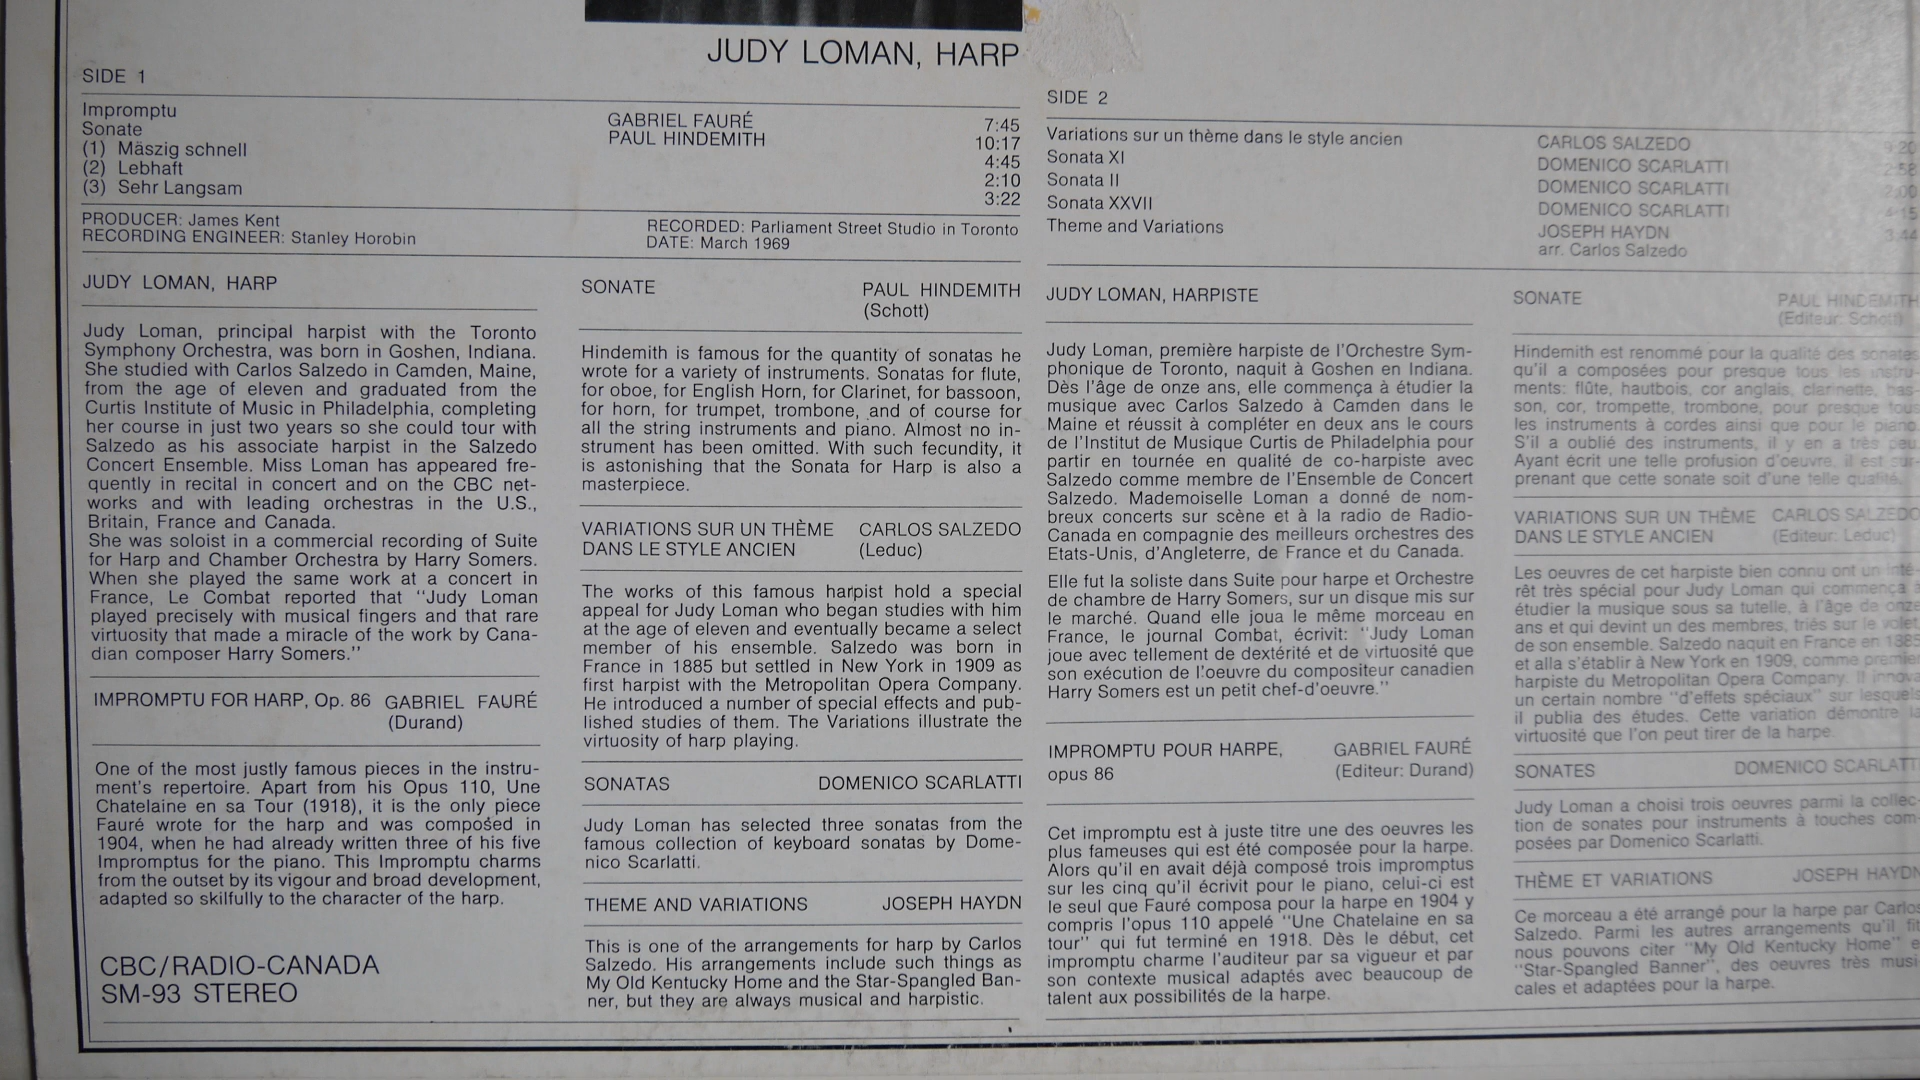 JUDY LOMAN, HARP
SIDE 1
Impromptu GABRIEL FAURÉ 7:45
Sonate PAUL HINDEMITH 10:17
(1) Mäszig schnell 4:45
(2) Lebhaft 2:10
(3) Sehr Langsam 3:22
PRODUCER: James Kent
RECORDING ENGINEER: Stanley Horobin
RECORDED: Parliament Street Studio in Toronto
DATE: March 1969
JUDY LOMAN, HARP
Judy Loman, principal harpist with the Toronto
Symphony Orchestra, was born in Goshen, Indiana.
She studied with Carlos Salzedo in Camden, Maine,
from the age of eleven and graduated from the
Curtis Institute of Music in Philadelphia, completing
her course in just two years so she could tour with
Salzedo as his associate harpist in the Salzedo
Concert Ensemble. Miss Loman has appeared fre-
quently in recital in concert and on the CBC net-
works and with leading orchestras in the U.S.,
Britain, France and Canada.
She was soloist in a commercial recording of Suite
for Harp and Chamber Orchestra by Harry Somers.
When she played the same work at a concert in
France, Le Combat reported that "Judy Loman
played precisely with musical fingers and that rare
virtuosity that made a miracle of the work by Cana-
dian composer Harry Somers."
IMPROMPTU FOR HARP, Op. 86 GABRIEL FAURÉ
(Durand)
One of the most justly famous pieces in the instru-
ment's repertoire. Apart from his Opus 110, Une
Chatelaine en sa Tour (1918), it is the only piece
Fauré wrote for the harp and was composed in
1904, when he had already written three of his five
Impromptus for the piano. This Impromptu charms
from the outset by its vigour and broad development,
adapted so skilfully to the character of the harp.
CBC/RADIO-CANADA
SM-93 STEREO
SONATE PAUL HINDEMITH
(Schott)
Hindemith is famous for the quantity of sonatas he
wrote for a variety of instruments. Sonatas for flute,
for oboe, for English Horn, for Clarinet, for bassoon,
for horn, for trumpet, trombone, and of course for
all the string instruments and piano. Almost no in-
strument has been omitted. With such fecundity, it
is astonishing that the Sonata for Harp is also a
masterpiece.
VARIATIONS SUR UN THÈME CARLOS SALZEDO
DANS LE STYLE ANCIEN (Leduc)
The works of this famous harpist hold a special
appeal for Judy Loman who began studies with him
at the age of eleven and eventually became a select
member of his ensemble. Salzedo was born in
France in 1885 but settled in New York in 1909 as
first harpist with the Metropolitan Opera Company.
He introduced a number of special effects and pub-
lished studies of them. The Variations illustrate the
virtuosity of harp playing.
SONATAS DOMENICO SCARLATTI
Judy Loman has selected three sonatas from the
famous collection of keyboard sonatas by Dome-
nico Scarlatti.
THEME AND VARIATIONS JOSEPH HAYDN
This is one of the arrangements for harp by Carlos
Salzedo. His arrangements include such things as
My Old Kentucky Home and the Star-Spangled Ban-
ner, but they are always musical and harpistic.
SIDE 2
Variations sur un thème dans le style ancien CARLOS SALZEDO 9:20
Sonata XI DOMENICO SCARLATTI 2:58
Sonata II DOMENICO SCARLATTI 2:00
Sonata XXVII DOMENICO SCARLATTI 4:15
Theme and Variations JOSEPH HAYDN 3:44
arr. Carlos Salzedo
JUDY LOMAN, HARPISTE
Judy Loman, première harpiste de l'Orchestre Sym-
phonique de Toronto, naquit à Goshen en Indiana.
Dès l'âge de onze ans, elle commença à étudier la
musique avec Carlos Salzedo à Camden dans le
Maine et réussit à compléter en deux ans le cours
de l'Institut de Musique Curtis de Philadelphia pour
partir en tournée en qualité de co-harpiste avec
Salzedo comme membre de l'Ensemble de Concert
Salzedo. Mademoiselle Loman a donné de nom-
breux concerts sur scène et à la radio de Radio-
Canada en compagnie des meilleurs orchestres des
Etats-Unis, d'Angleterre, de France et du Canada.
Elle fut la soliste dans Suite pour harpe et Orchestre
de chambre de Harry Somers, sur un disque mis sur
le marché. Quand elle joua le même morceau en
France, le journal Combat, écrivit: "Judy Loman
joue avec tellement de dextérité et de virtuosité que
son exécution de l'oeuvre du compositeur canadien
Harry Somers est un petit chef-d'oeuvre."
IMPROMPTU POUR HARPE, GABRIEL FAURÉ
opus 86 (Editeur: Durand)
Cet impromptu est à juste titre une des oeuvres les
plus fameuses qui est été composée pour la harpe.
Alors qu'il en avait déjà composé trois impromptus
sur les cinq qu'il écrivit pour le piano, celui-ci est
le seul que Fauré composa pour la harpe en 1904 y
compris l'opus 110 appelé "Une Chatelaine en sa
tour" qui fut terminé en 1918. Dès le début, cet
impromptu charme l'auditeur par sa vigueur et par
son contexte musical adaptés avec beaucoup de
talent aux possibilités de la harpe.
SONATE PAUL HINDEMITH
(Editeur: Schott)
Hindemith est renommé pour la qualité des sonates
qu'il a composées pour presque tous les instru-
ments: flûte, hautbois, cor anglais, clarinette, bas-
son, cor, trompette, trombone, pour presque tous
les instruments à cordes ainsi que pour le piano.
S'il a oublié des instruments, il y en a très peu.
Ayant écrit une telle profusion d'oeuvre, il est sur-
prenant que cette sonate soit d'une telle qualité.
VARIATIONS SUR UN THÈME CARLOS SALZEDO
DANS LE STYLE ANCIEN (Editeur: Leduc)
Les oeuvres de cet harpiste bien connu ont un inté-
rêt très spécial pour Judy Loman qui commença à
étudier la musique sous sa tutelle, à l'âge de onze
ans et qui devint un des membres, triés sur le volet,
de son ensemble. Salzedo naquit en France en 1885
et alla s'établir à New York en 1909, comme premier
harpiste du Metropolitan Opera Company. Il innova
un certain nombre "d'effets spéciaux" sur lesquels
il publia des études. Cette variation démontre la
virtuosité que l'on peut tirer de la harpe.
SONATES DOMENICO SCARLATTI
Judy Loman a choisi trois oeuvres parmi la collec-
tion de sonates pour instruments à touches com-
posées par Domenico Scarlatti.
THÈME ET VARIATIONS JOSEPH HAYDN
Ce morceau a été arrangé pour la harpe par Carlos
Salzedo. Parmi les autres arrangements qu'il fit
nous pouvons citer "My Old Kentucky Home" e
"Star-Spangled Banner", des oeuvres très musi-
cales et adaptées pour la harpe.